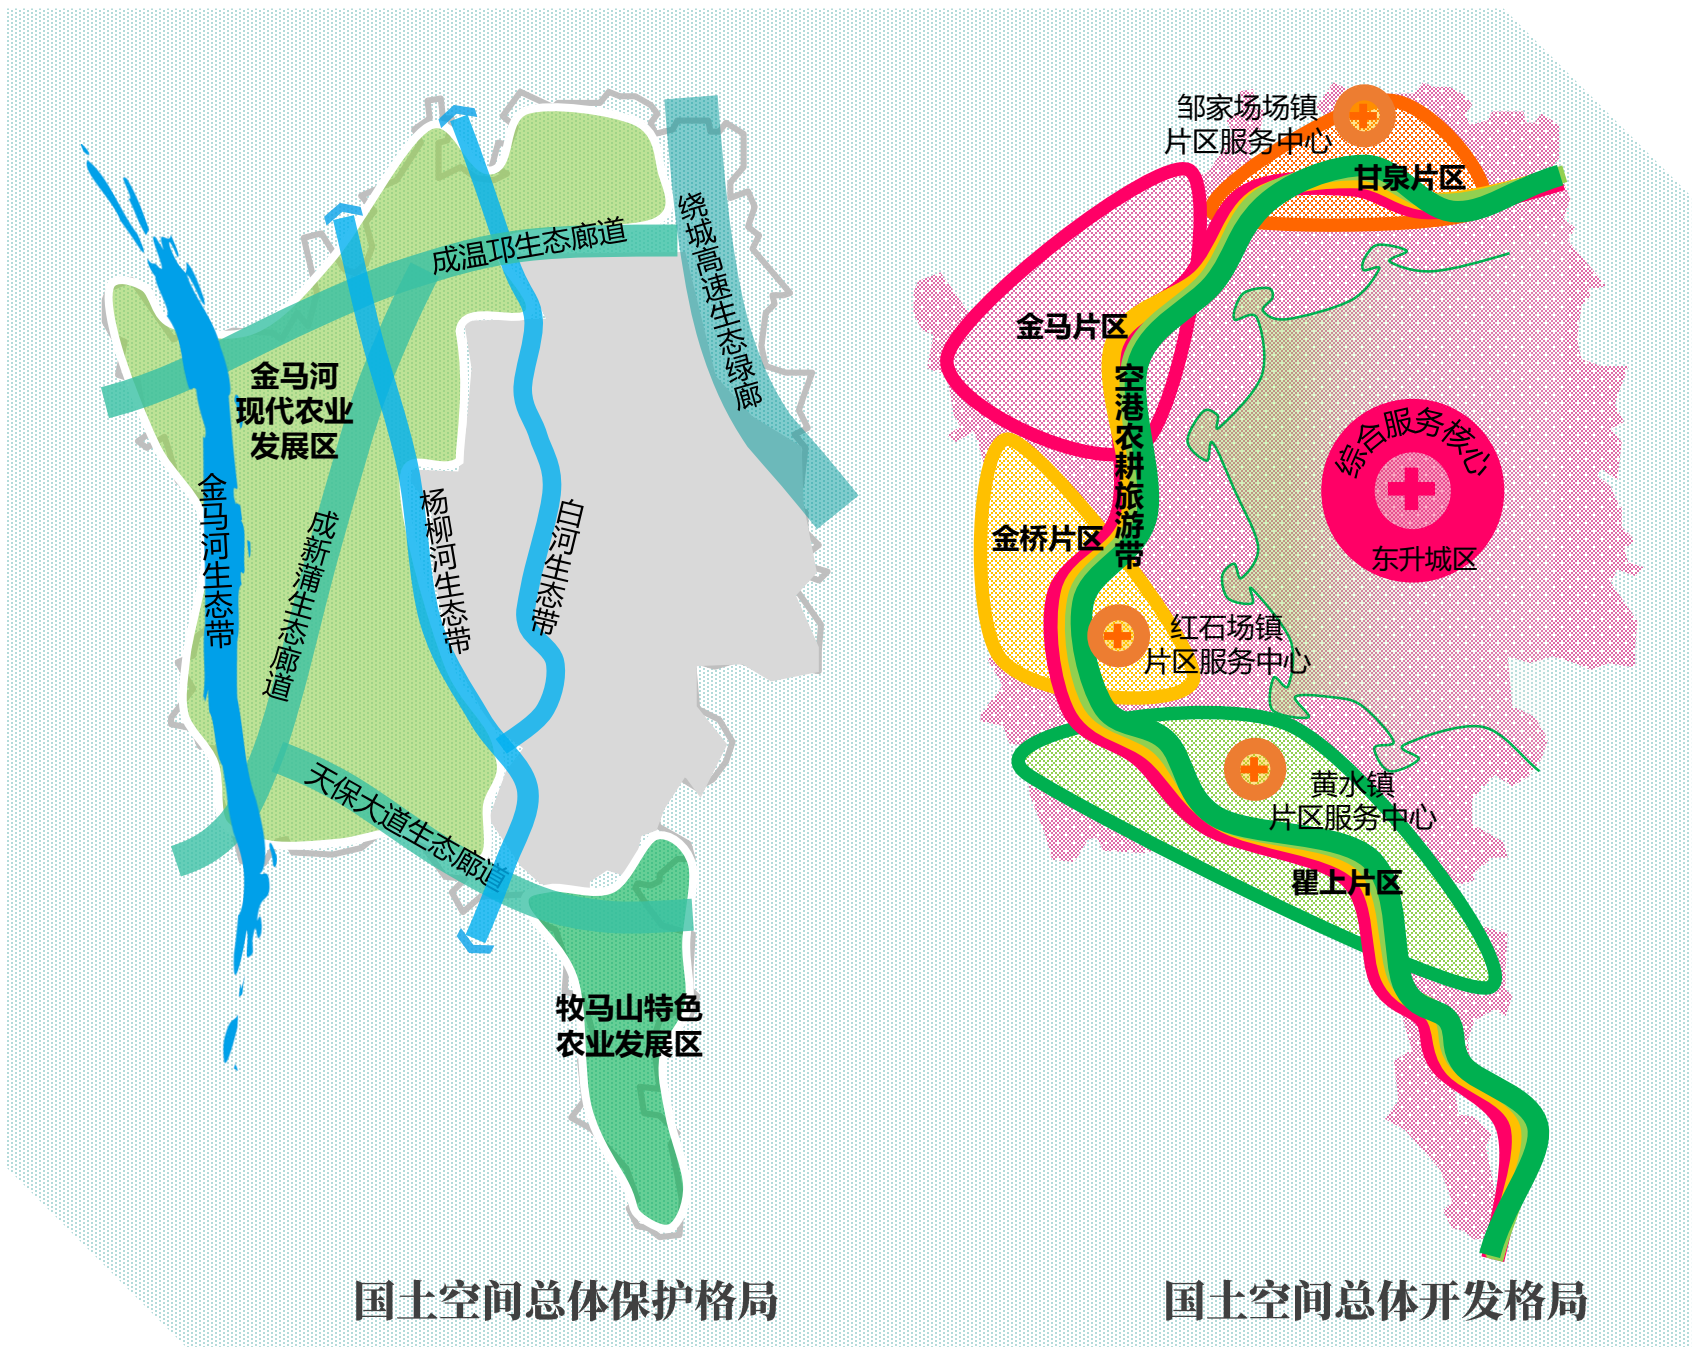 成温邛生态廊道
绕城高速生态绿廊
金马河
现代农业
发展区
金马河生态带
成新蒲生态廊道
杨柳河生态带
白河生态带
天保大道生态廊道
牧马山特色
农业发展区
国土空间总体保护格局
邹家场场镇
片区服务中心
甘泉片区
金马片区
空港农耕旅游带
综合服务核心
东升城区
金桥片区
红石场镇
片区服务中心
黄水镇
片区服务中心
瞿上片区
国土空间总体开发格局